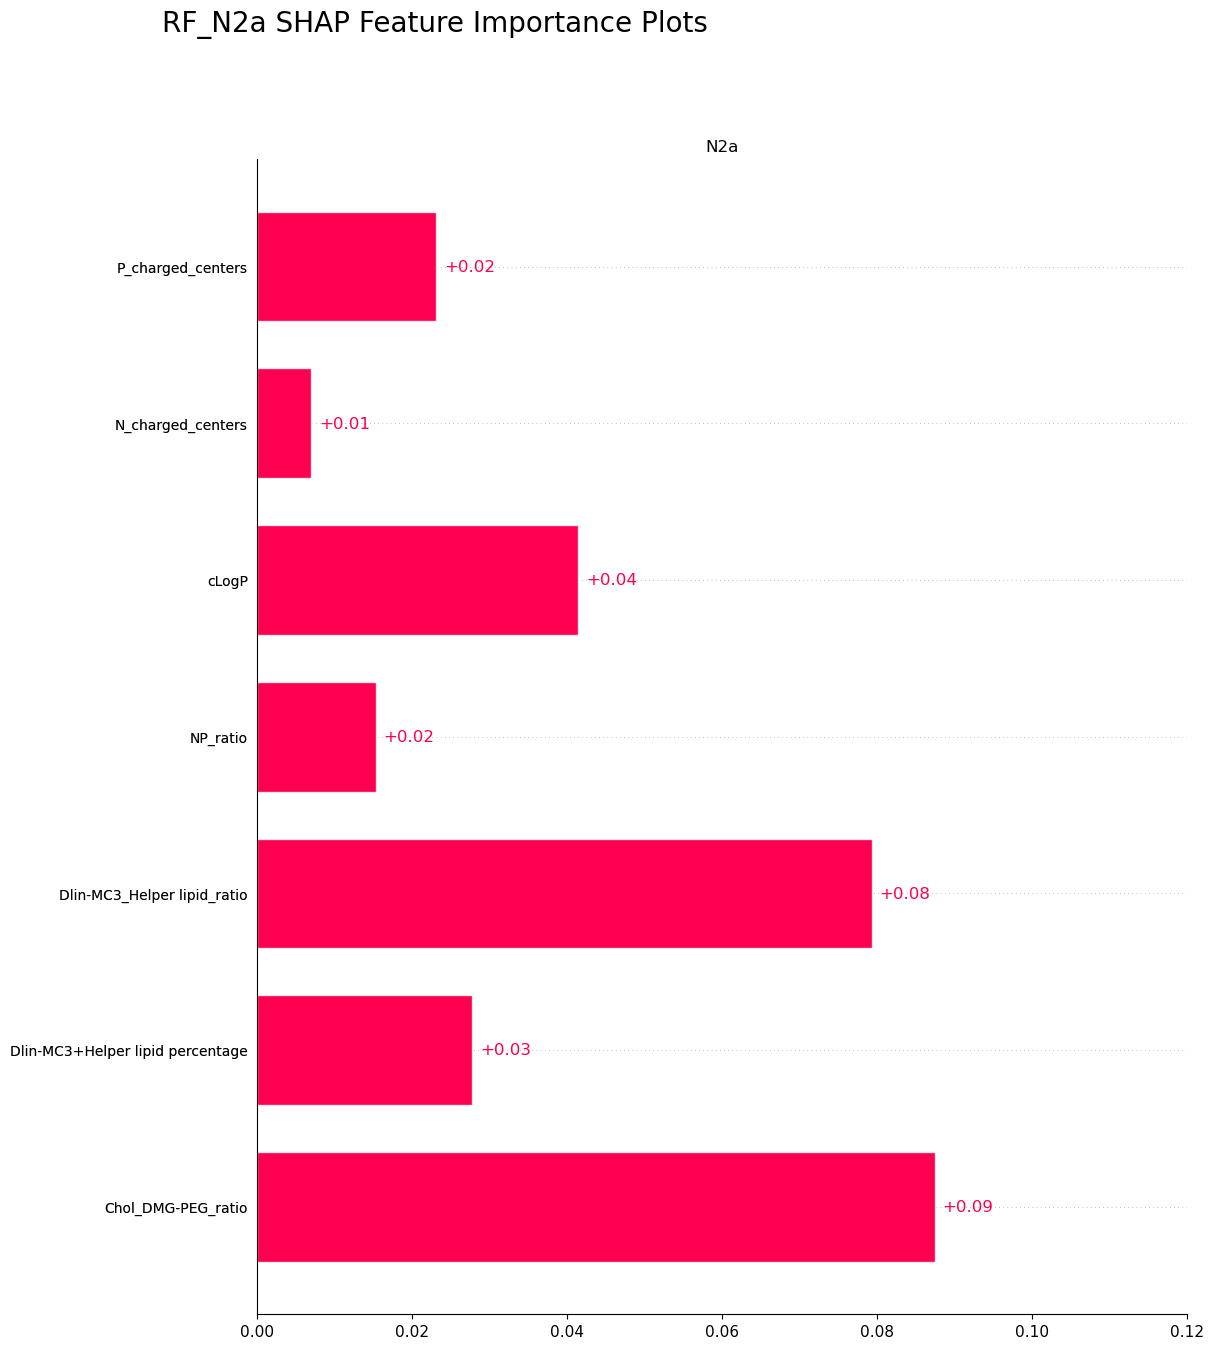 RF_N2a SHAP Feature Importance Plots
N2a
P_charged_centers
+0.02
N_charged_centers
+0.01
cLogP
+0.04
NP_ratio
+0.02
Dlin-MC3_Helper lipid_ratio
+0.08
Dlin-MC3+Helper lipid percentage
+0.03
Chol_DMG-PEG_ratio
+0.09
0.00 0.02 0.04 0.06 0.08 0.10 0.12